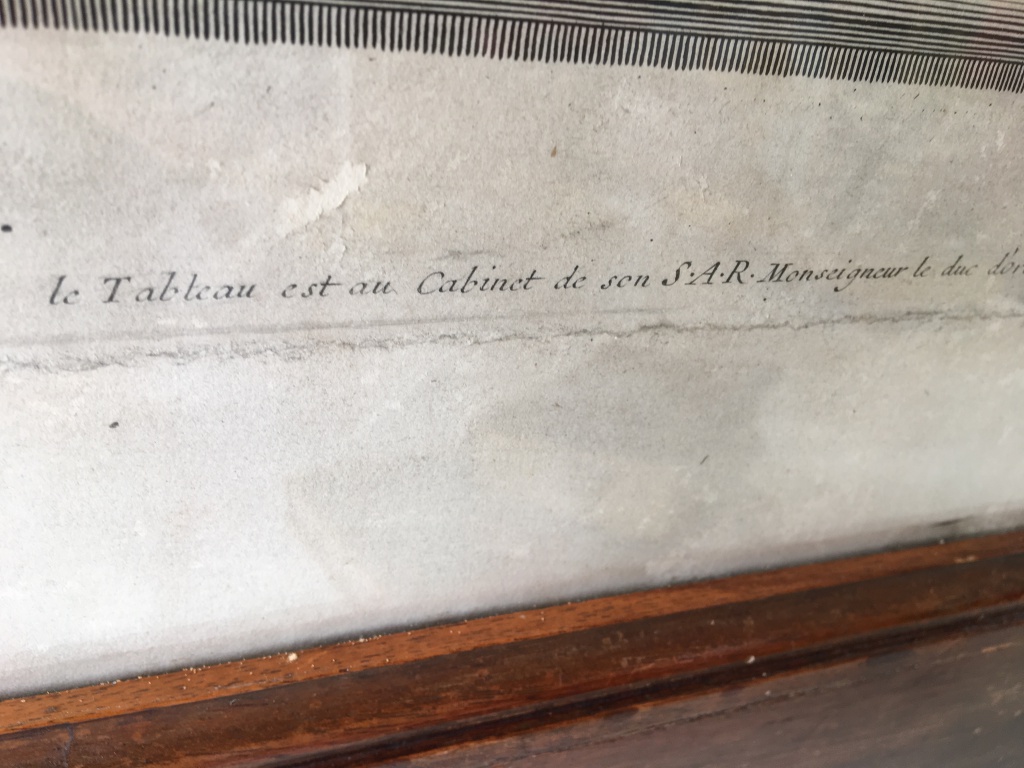 le Tableau est au Cabinet de son S.A.R. Monseigneur le duc